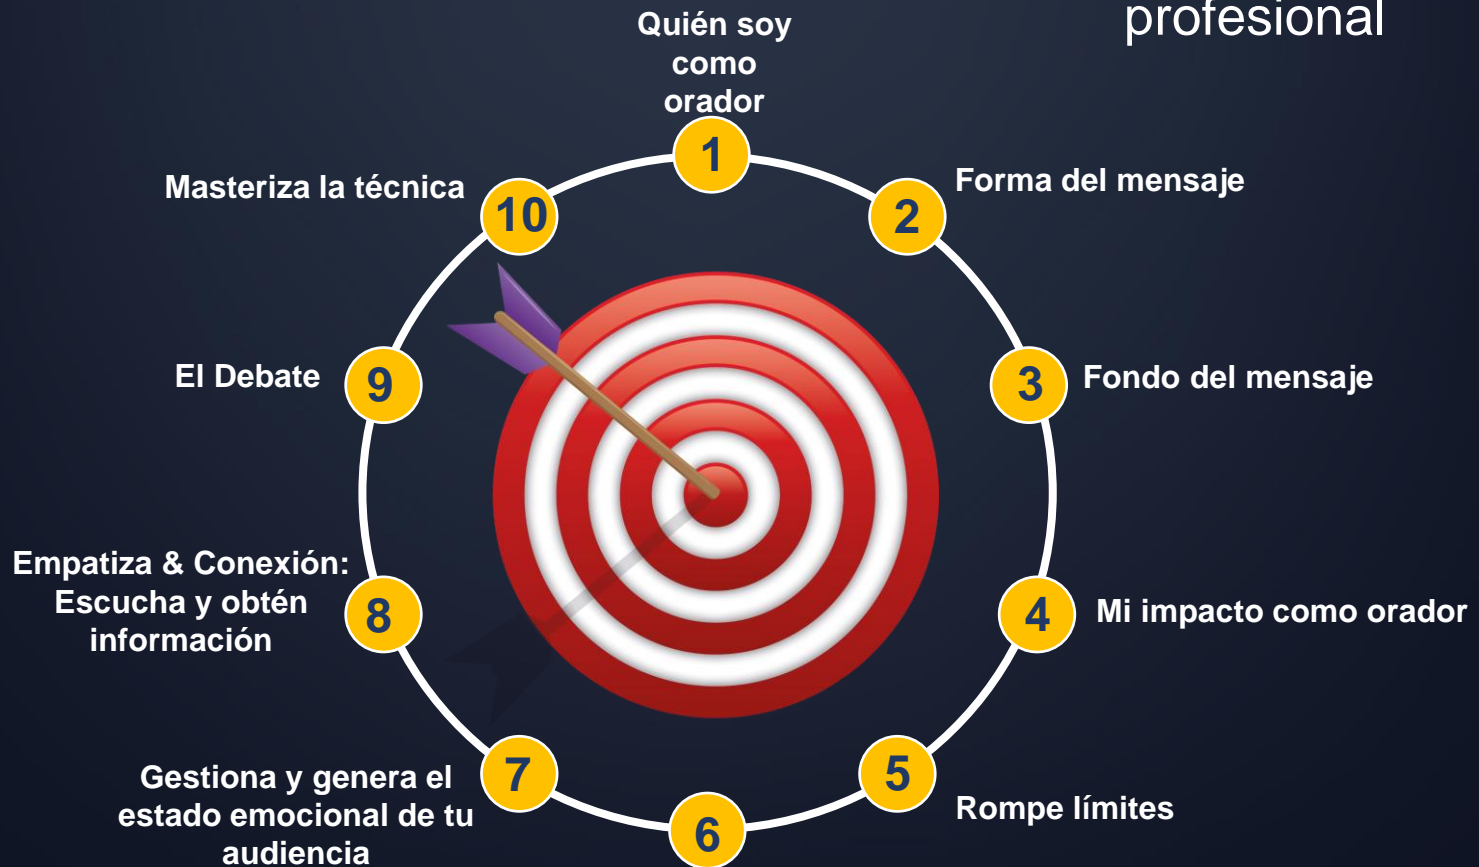 profesional
Quién soy
como
orador
1
Forma del mensaje
2
Fondo del mensaje
3
Mi impacto como orador
4
Rompe límites
5
6
Gestiona y genera el
estado emocional de tu
audiencia
7
Empatiza & Conexión:
Escucha y obtén
información
8
El Debate
9
Masteriza la técnica
10